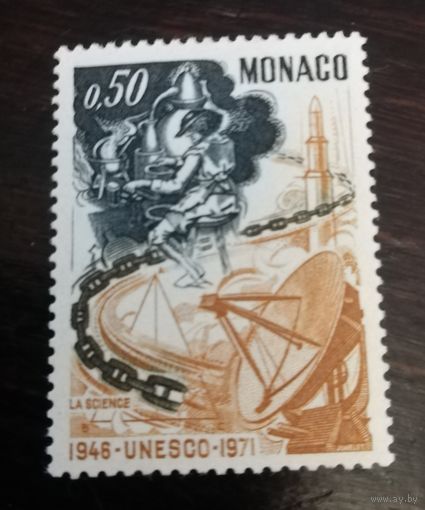 0,50 MONACO
LA SCIENCE
1946-UNESCO-1971
www.ay.by